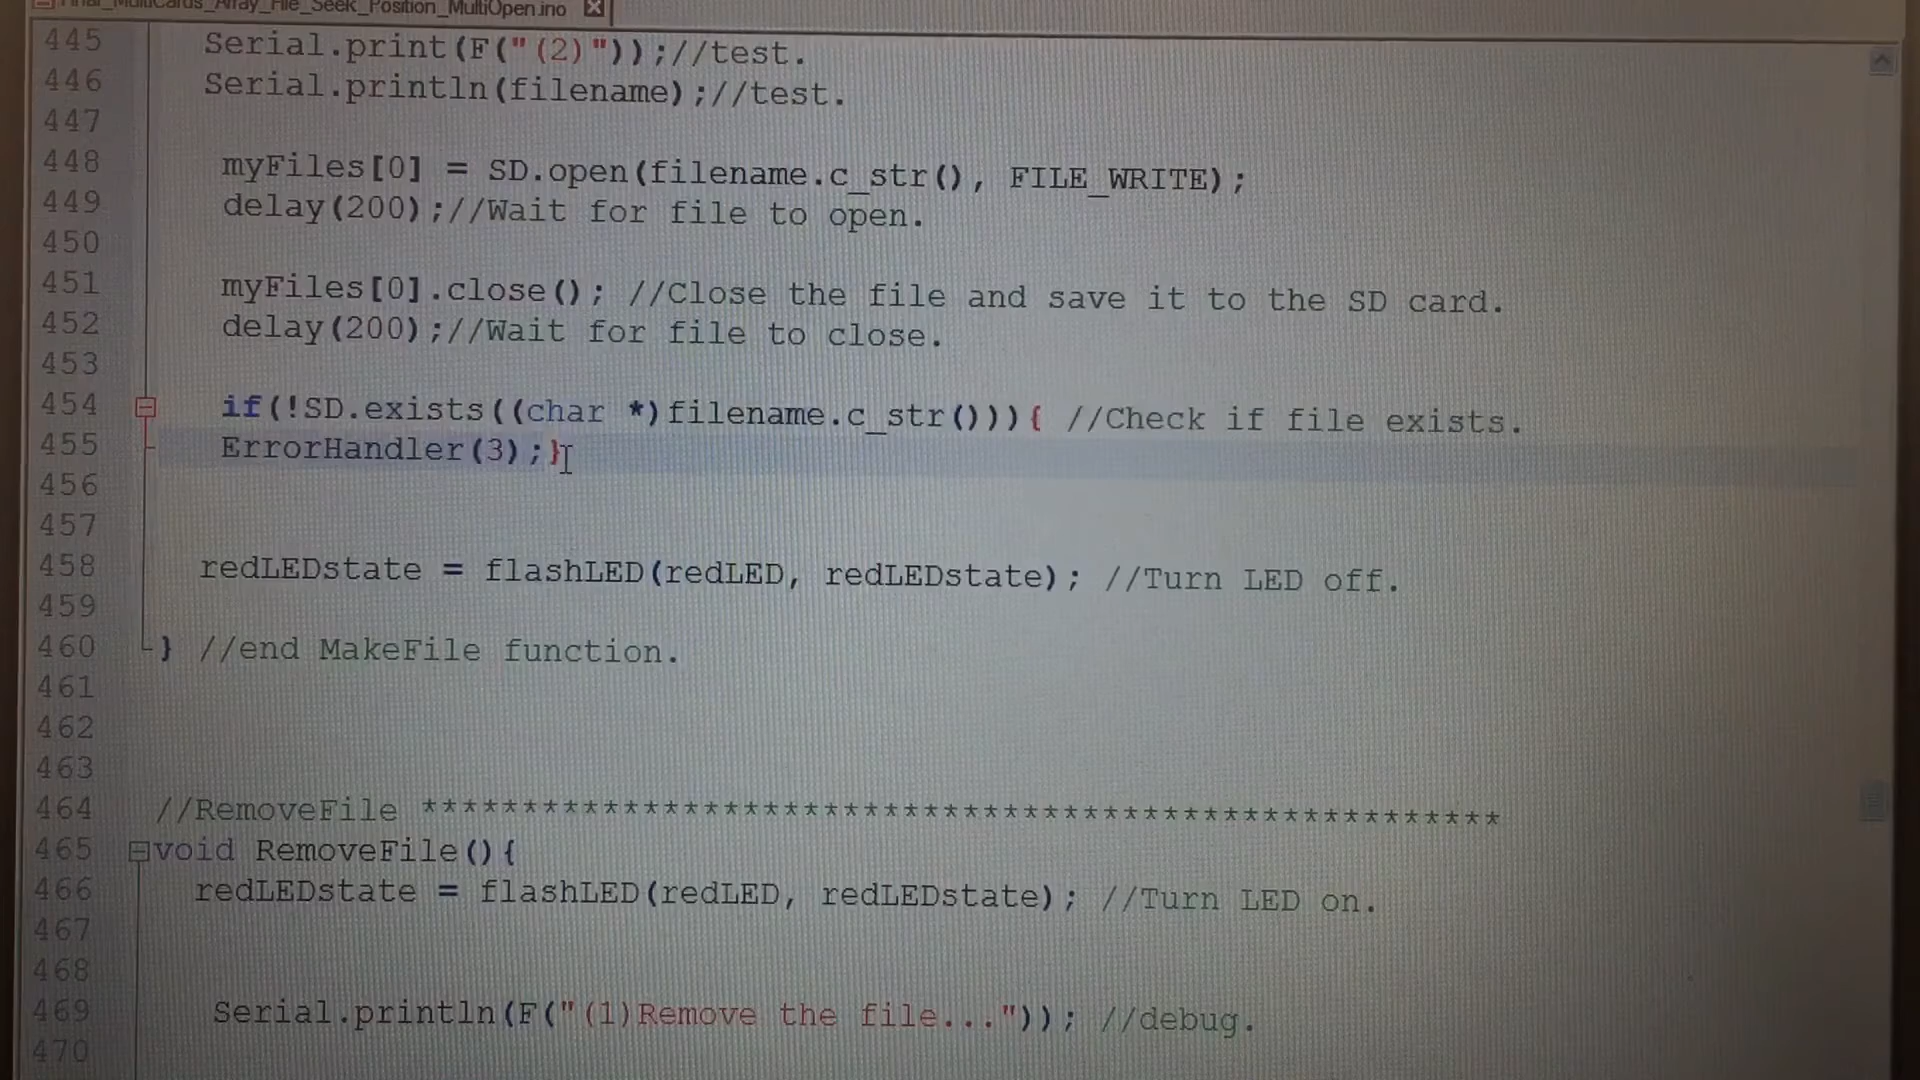 Final_MultiCards_Array_File_Seek_Position_MultiOpen.ino
445 Serial.print(F("(2)"));//test.
446 Serial.println(filename);//test.
447
448 myFiles[0] = SD.open(filename.c_str(), FILE_WRITE);
449 delay(200);//Wait for file to open.
450
451 myFiles[0].close(); //Close the file and save it to the SD card.
452 delay(200);//Wait for file to close.
453
454 if(!SD.exists((char *)filename.c_str())){ //Check if file exists.
455 ErrorHandler(3);}
456
457
458 redLEDstate = flashLED(redLED, redLEDstate); //Turn LED off.
459
460 } //end MakeFile function.
461
462
463
464 //RemoveFile ******************************************************
465 void RemoveFile(){
466 redLEDstate = flashLED(redLED, redLEDstate); //Turn LED on.
467
468
469 Serial.println(F("(1)Remove the file...")); //debug.
470